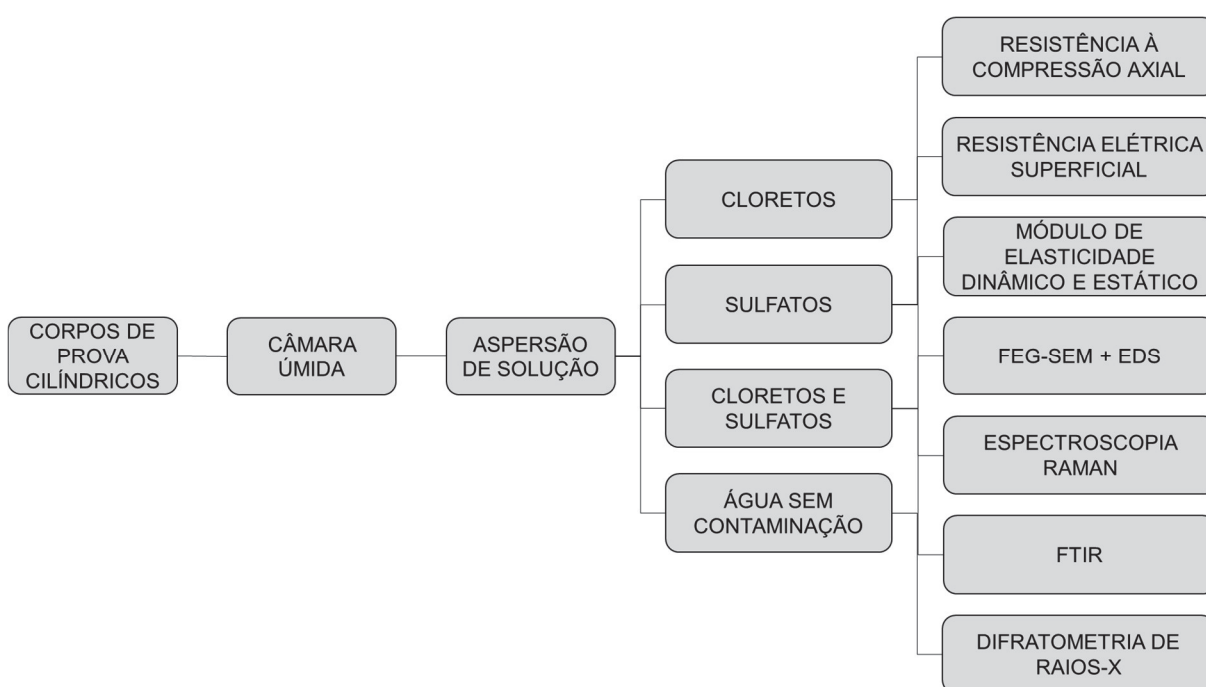 CORPOS DE
PROVA
CILÍNDRICOS
CÂMARA
ÚMIDA
ASPERSÃO
DE SOLUÇÃO
CLORETOS
SULFATOS
CLORETOS E
SULFATOS
ÁGUA SEM
CONTAMINAÇÃO
RESISTÊNCIA À
COMPRESSÃO AXIAL
RESISTÊNCIA ELÉTRICA
SUPERFICIAL
MÓDULO DE
ELASTICIDADE
DINÂMICO E ESTÁTICO
FEG-SEM + EDS
ESPECTROSCOPIA
RAMAN
FTIR
DIFRATOMETRIA DE
RAIOS-X